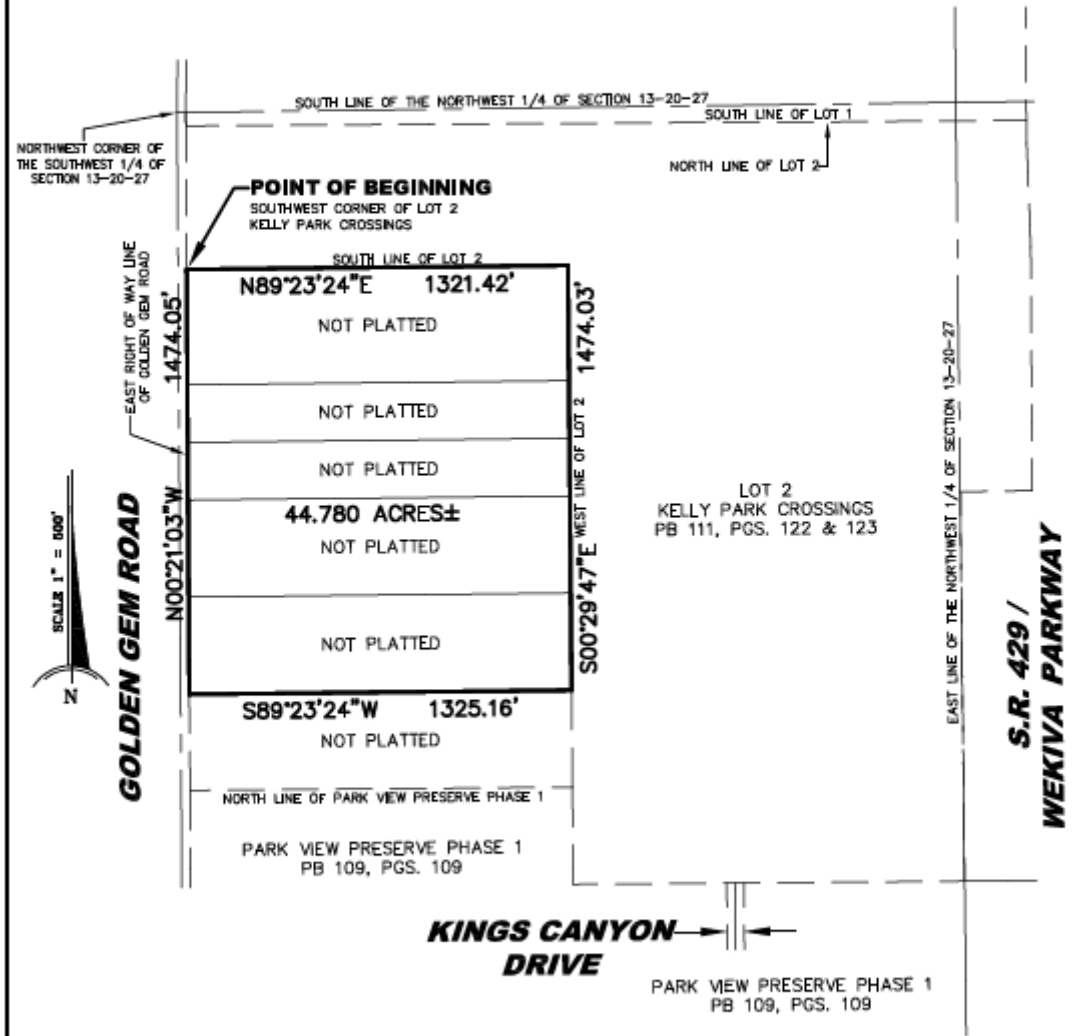 SOUTH LINE OF THE NORTHWEST 1/4 OF SECTION 13-20-27
SOUTH LINE OF LOT 1
NORTHWEST CORNER OF
THE SOUTHWEST 1/4 OF
SECTION 13-20-27
NORTH LINE OF LOT 2
POINT OF BEGINNING
SOUTHWEST CORNER OF LOT 2
KELLY PARK CROSSINGS
SOUTH LINE OF LOT 2
N89°23'24"E 1321.42'
EAST RIGHT OF WAY LINE
OF GOLDEN GEM ROAD
1474.05'
1474.03'
NOT PLATTED
NOT PLATTED
NOT PLATTED
44.780 ACRES±
NOT PLATTED
NOT PLATTED
N00°21'03"W
WEST LINE OF LOT 2
S00°29'47"E
LOT 2
KELLY PARK CROSSINGS
PB 111, PGS. 122 & 123
EAST LINE OF THE NORTHWEST 1/4 OF SECTION 13-20-27
S.R. 429 /
WEKIVA PARKWAY
SCALE 1" = 500'
N
GOLDEN GEM ROAD
S89°23'24"W 1325.16'
NOT PLATTED
NORTH LINE OF PARK VIEW PRESERVE PHASE 1
PARK VIEW PRESERVE PHASE 1
PB 109, PGS. 109
KINGS CANYON
DRIVE
PARK VIEW PRESERVE PHASE 1
PB 109, PGS. 109